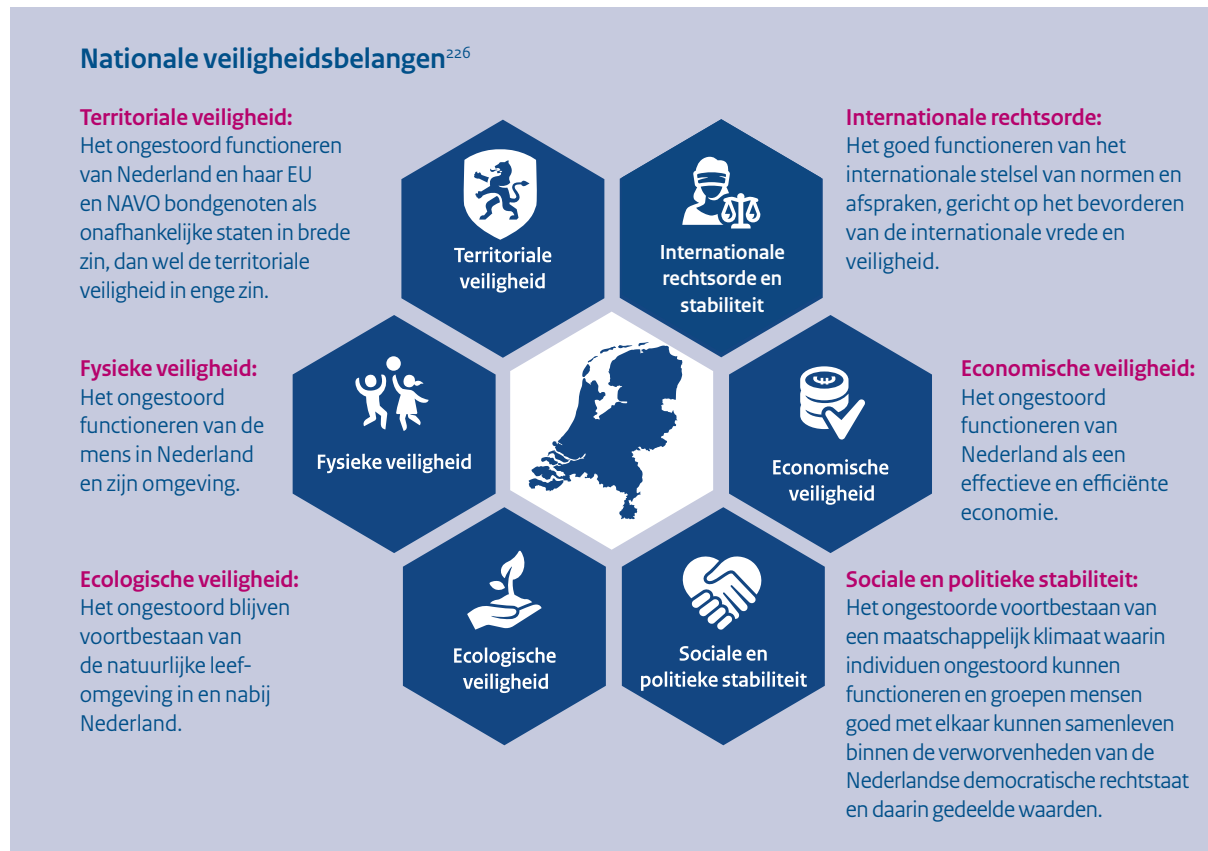 Nationale veiligheidsbelangen226
Territoriale veiligheid:
Het ongestoord functioneren
van Nederland en haar EU
en NAVO bondgenoten als
onafhankelijke staten in brede
zin, dan wel de territoriale
veiligheid in enge zin.
Territoriale
veiligheid
Internationale
rechtsorde en
stabiliteit
Internationale rechtsorde:
Het goed functioneren van het
internationale stelsel van normen en
afspraken, gericht op het bevorderen
van de internationale vrede en
veiligheid.
Fysieke veiligheid:
Het ongestoord
functioneren van de
mens in Nederland
en zijn omgeving.
Fysieke veiligheid
Economische
veiligheid
Economische veiligheid:
Het ongestoord
functioneren van
Nederland als een
effectieve en efficiënte
economie.
Ecologische veiligheid:
Het ongestoord blijven
voortbestaan van
de natuurlijke leef-
omgeving in en nabij
Nederland.
Ecologische
veiligheid
Sociale en
politieke stabiliteit
Sociale en politieke stabiliteit:
Het ongestoorde voortbestaan van
een maatschappelijk klimaat waarin
individuen ongestoord kunnen
functioneren en groepen mensen
goed met elkaar kunnen samenleven
binnen de verworvenheden van de
Nederlandse democratische rechtstaat
en daarin gedeelde waarden.